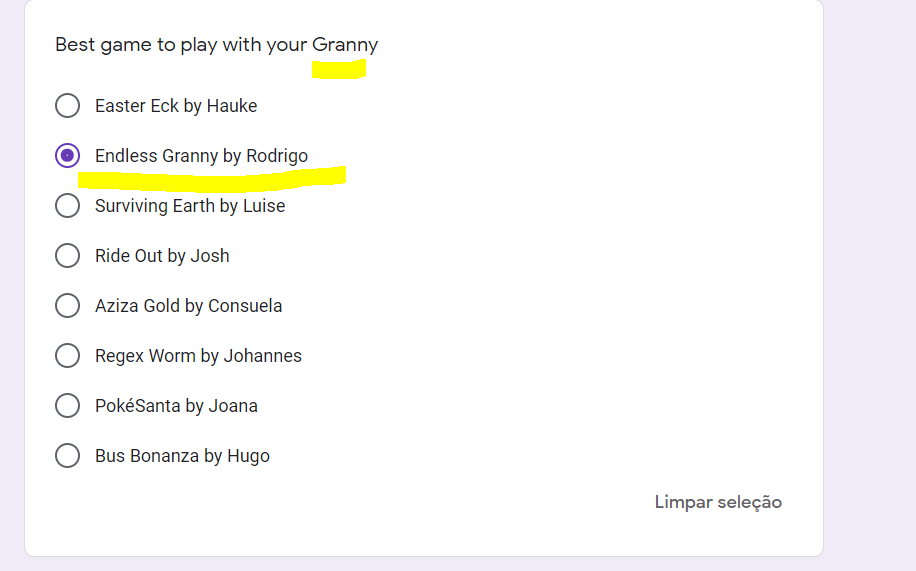 Best game to play with your Granny
Easter Eck by Hauke
Endless Granny by Rodrigo
Surviving Earth by Luise
Ride Out by Josh
Aziza Gold by Consuela
Regex Worm by Johannes
PokéSanta by Joana
Bus Bonanza by Hugo
Limpar seleção